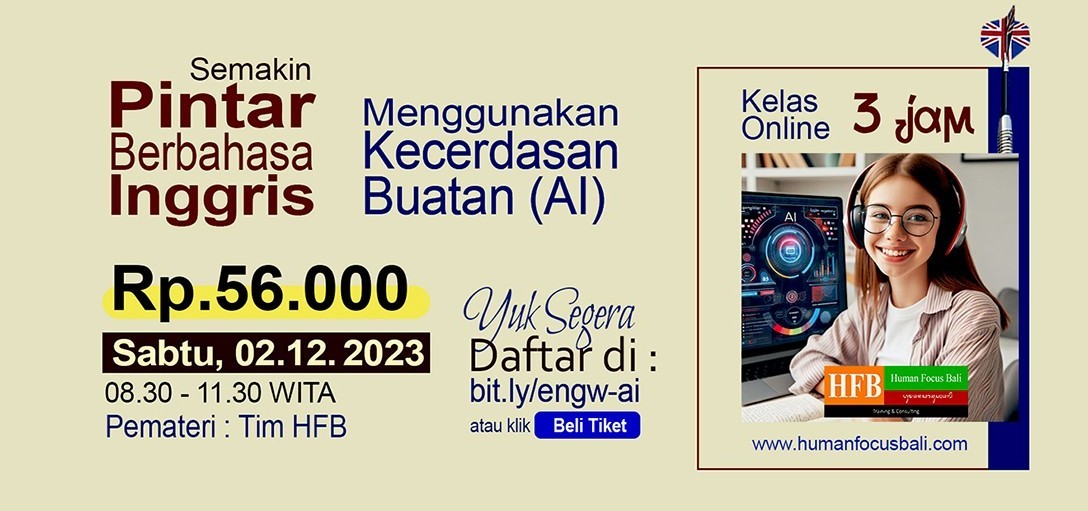 Semakin
Pintar
Berbahasa
Inggris
Menggunakan
Kecerdasan
Buatan (AI)
Rp.56.000
Sabtu, 02.12. 2023
08.30 - 11.30 WITA
Pemateri : Tim HFB
Yuk Segera
Daftar di :
bit.ly/engw-ai
atau klik Beli Tiket
Kelas
Online
3 jam
AI
HFB
Human Focus Bali
Training & Consulting
www.humanfocusbali.com